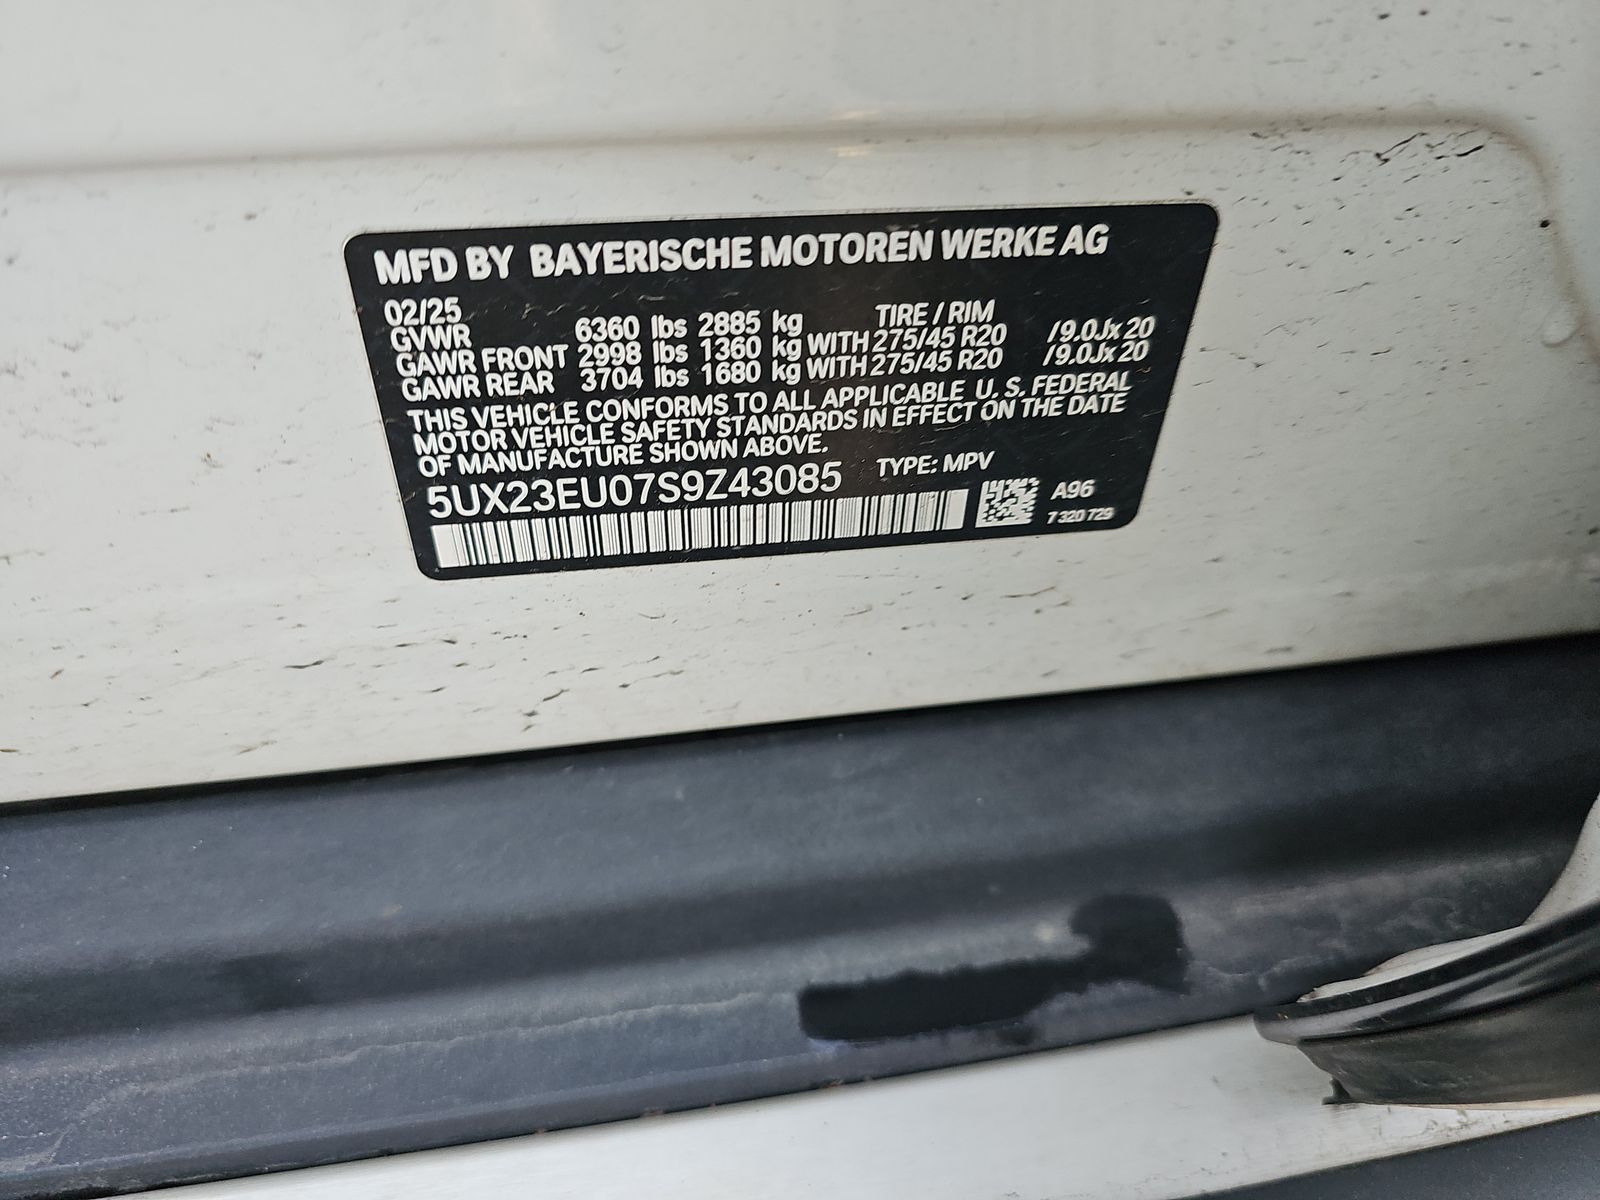 MFD BY BAYERISCHE MOTOREN WERKE AG
02/25 TIRE / RIM
GVWR 6360 lbs 2885 kg
GAWR FRONT 2998 lbs 1360 kg WITH 275/45 R20 /9.0Jx20
GAWR REAR 3704 lbs 1680 kg WITH 275/45 R20 /9.0Jx20
THIS VEHICLE CONFORMS TO ALL APPLICABLE U. S. FEDERAL
MOTOR VEHICLE SAFETY STANDARDS IN EFFECT ON THE DATE
OF MANUFACTURE SHOWN ABOVE.
5UX23EU07S9Z43085 TYPE: MPV
A96
7 320 729